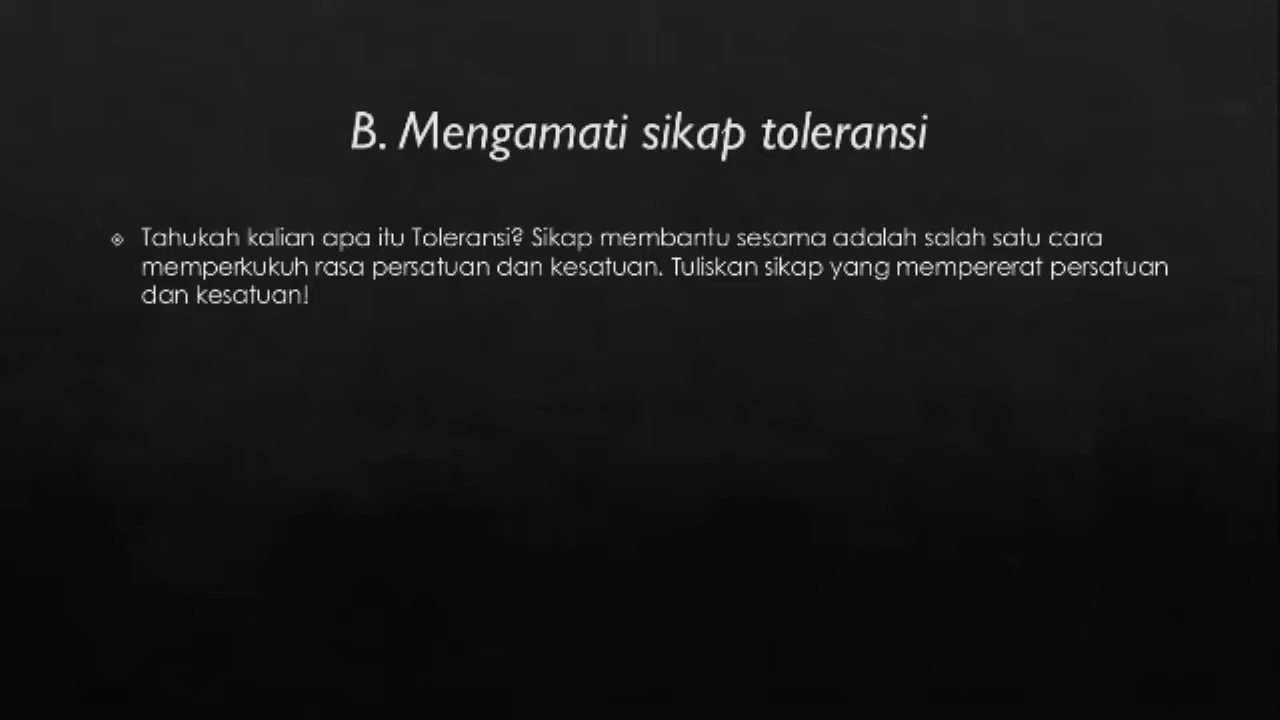 B. Mengamati sikap toleransi
Tahukah kalian apa itu Toleransi? Sikap membantu sesama adalah salah satu cara
memperkukuh rasa persatuan dan kesatuan. Tuliskan sikap yang mempererat persatuan
dan kesatuan!